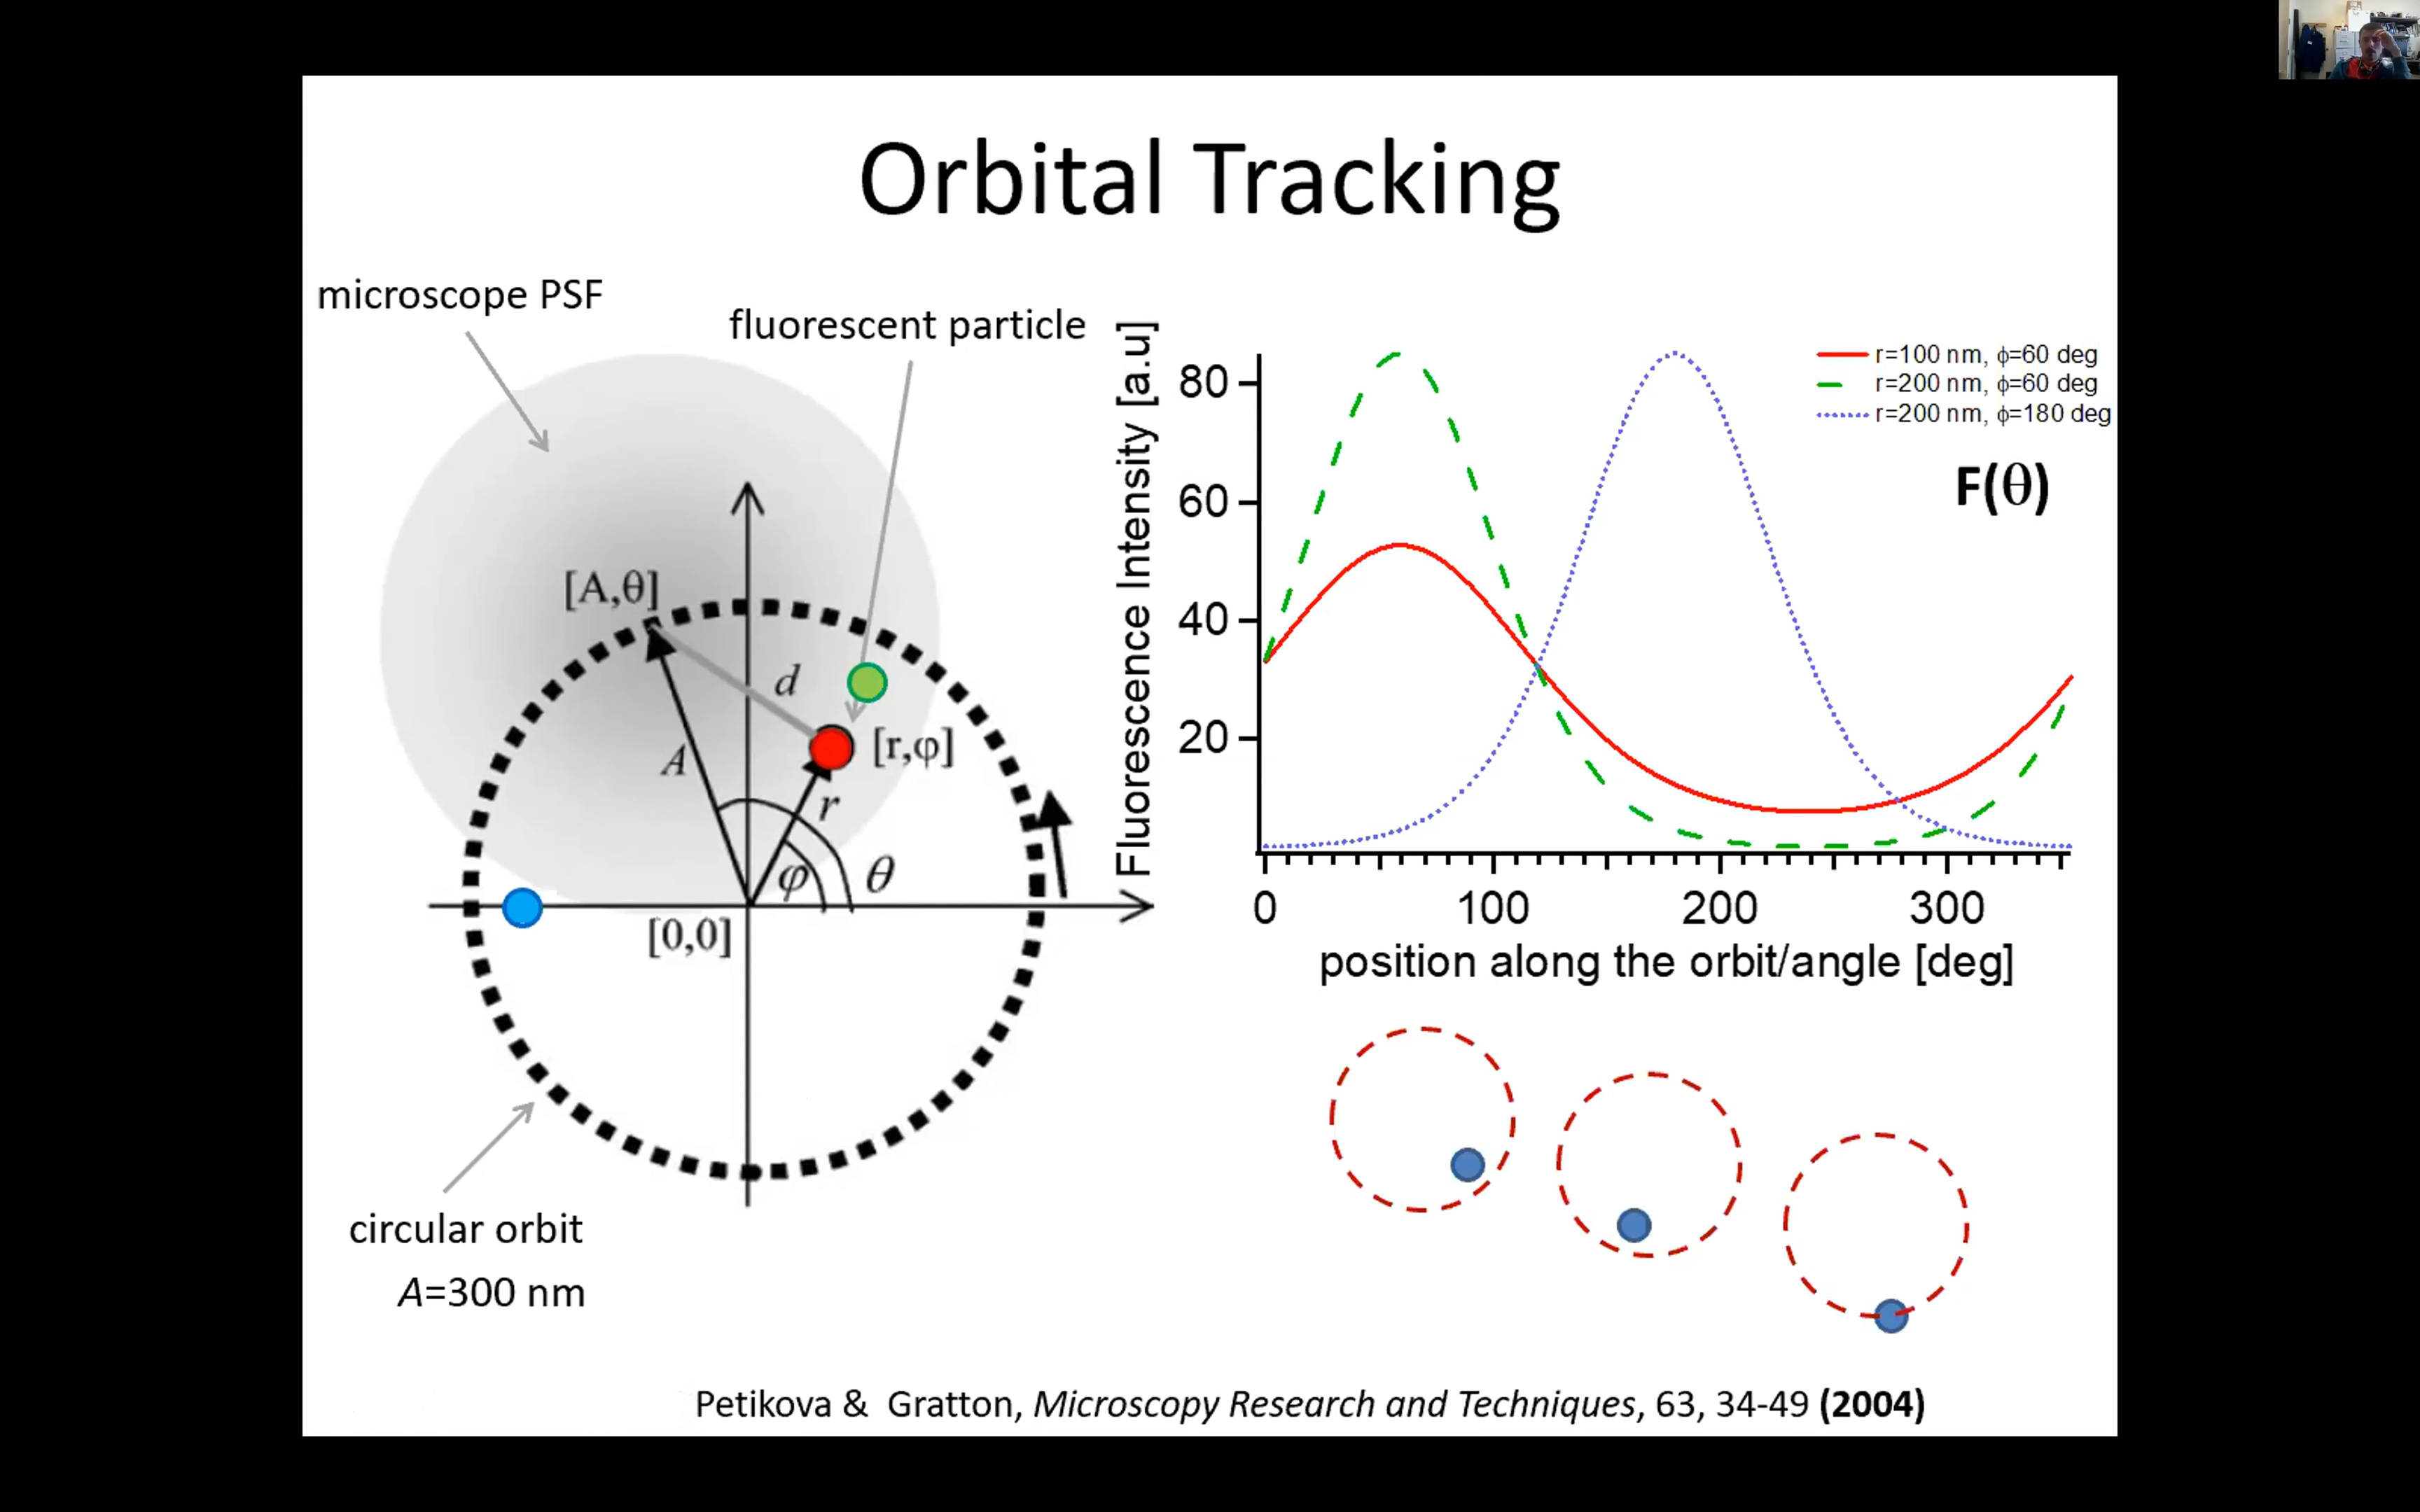 Orbital Tracking
microscope PSF
fluorescent particle
[A,θ]
d
A
[r,φ]
r
φ
θ
[0,0]
circular orbit
A=300 nm
Fluorescence Intensity [a.u]
80
60
40
20
r=100 nm, ϕ=60 deg
r=200 nm, ϕ=60 deg
r=200 nm, ϕ=180 deg
F(θ)
0 100 200 300
position along the orbit/angle [deg]
Petikova & Gratton, Microscopy Research and Techniques, 63, 34-49 (2004)